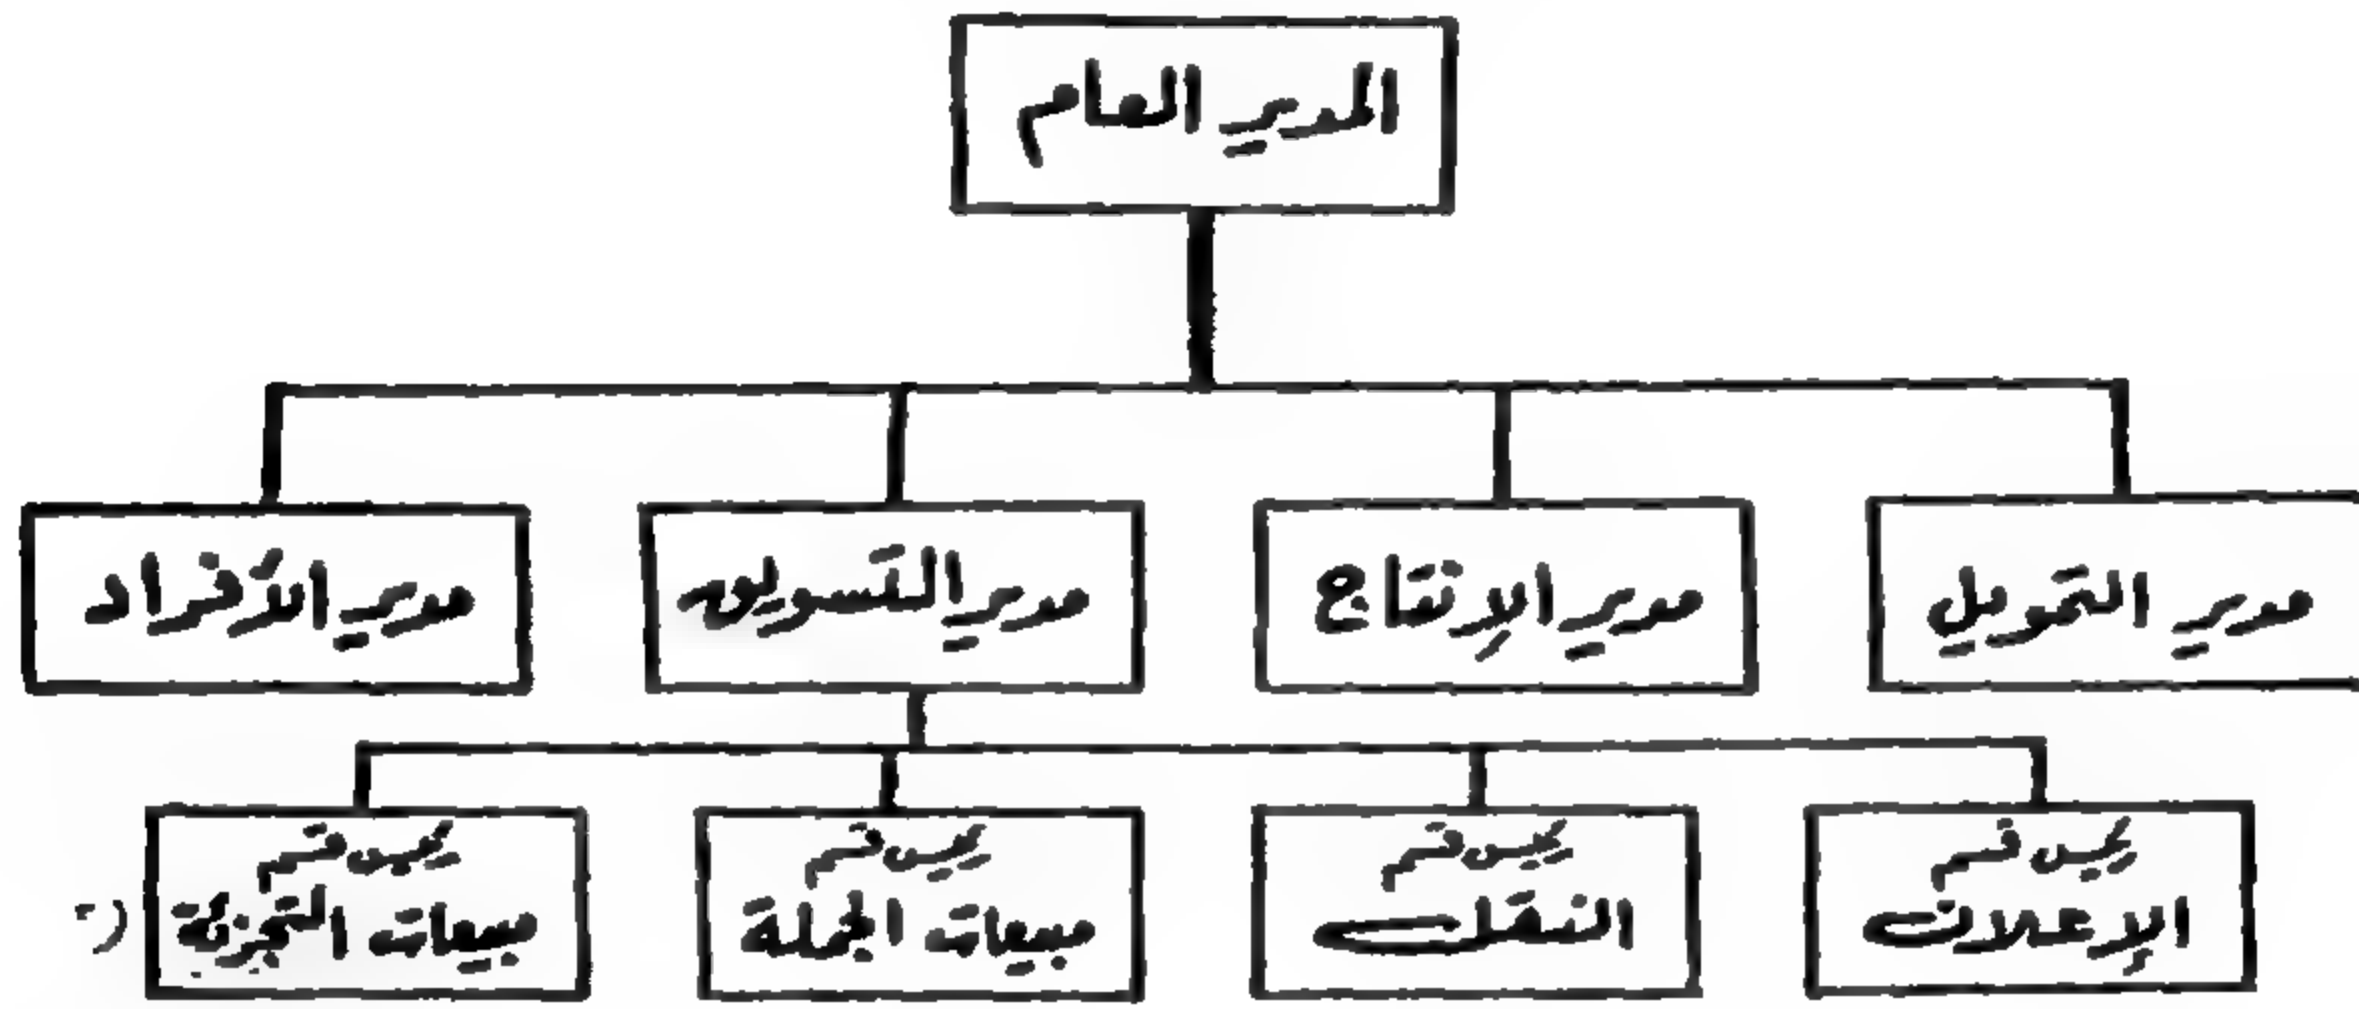 المدير العام
مدير التمويل
مدير الإنتاج
مدير التسويق
مدير الأفراد
رئيس قسم
الإعلان
رئيس قسم
النقل
رئيس قسم
مبيعات الجملة
رئيس قسم
مبيعات التجزئة